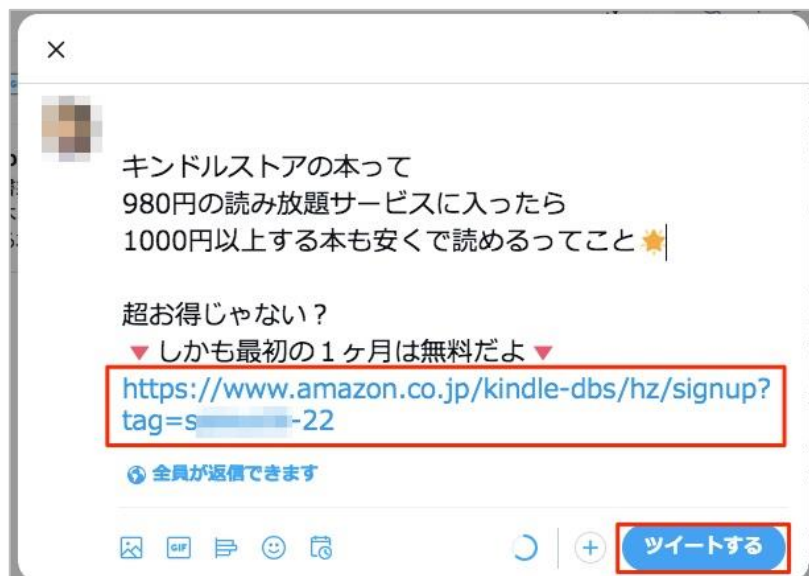 キンドルストアの本って
980円の読み放題サービスに入ったら
1000円以上する本も安くで読めるってこと🌟
超お得じゃない？
🔻しかも最初の１ヶ月は無料だよ🔻
https://www.amazon.co.jp/kindle-dbs/hz/signup?
tag=s -22
全員が返信できます
GIF
ツイートする